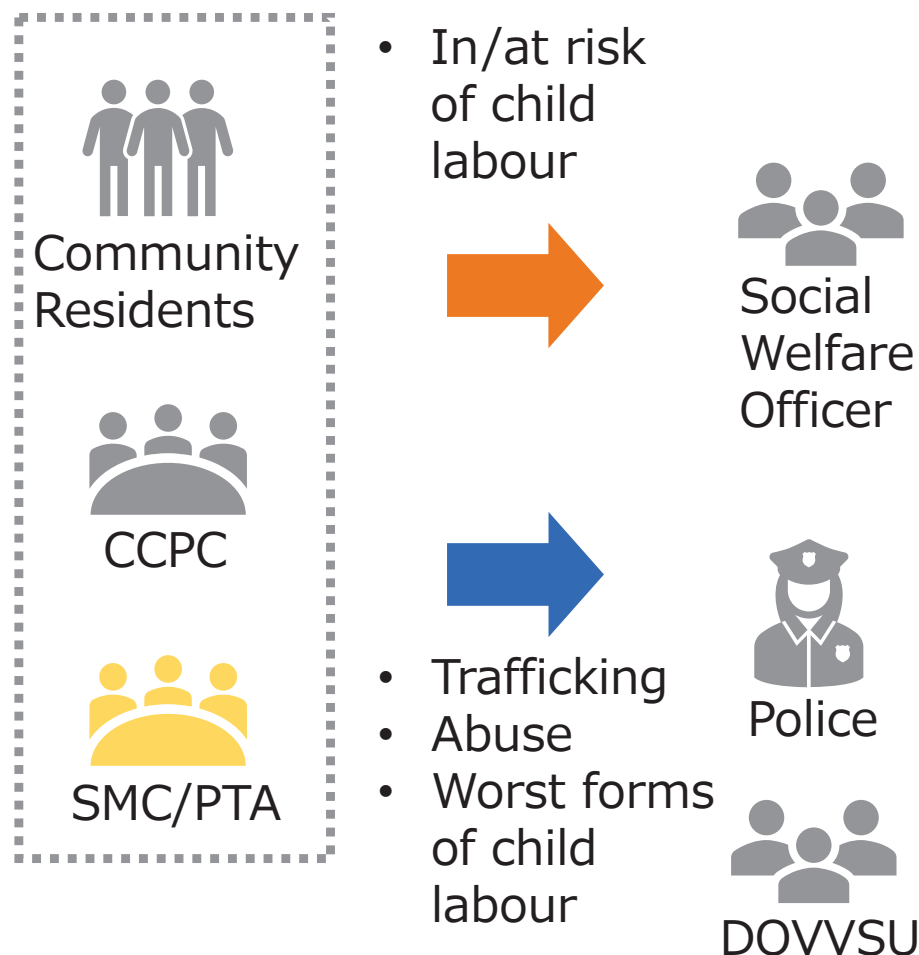 Community
Residents
CCPC
SMC/PTA
• In/at risk
of child
labour
• Trafficking
• Abuse
• Worst forms
of child
labour
Social
Welfare
Officer
Police
DOVVSU